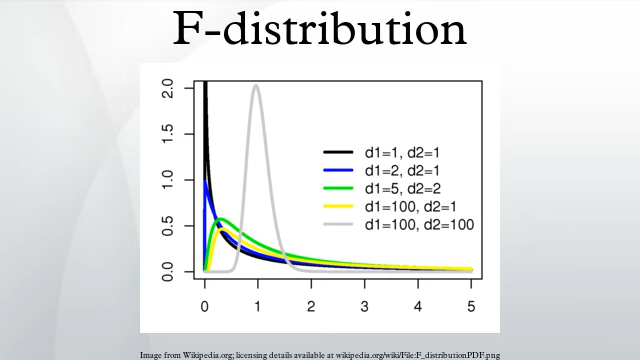 F-distribution
2.0
1.5
1.0
0.5
0.0
d1=1, d2=1
d1=2, d2=1
d1=5, d2=2
d1=100, d2=1
d1=100, d2=100
0 1 2 3 4 5
Image from Wikipedia.org; licensing details available at wikipedia.org/wiki/File:F_distributionPDF.png